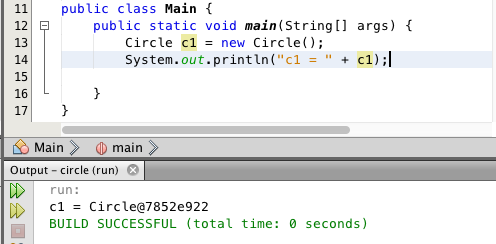 11 public class Main {
12 public static void main(String[] args) {
13 Circle c1 = new Circle();
14 System.out.println("c1 = " + c1);
15
16 }
17 }
Main main
Output - circle (run)
run:
c1 = Circle@7852e922
BUILD SUCCESSFUL (total time: 0 seconds)